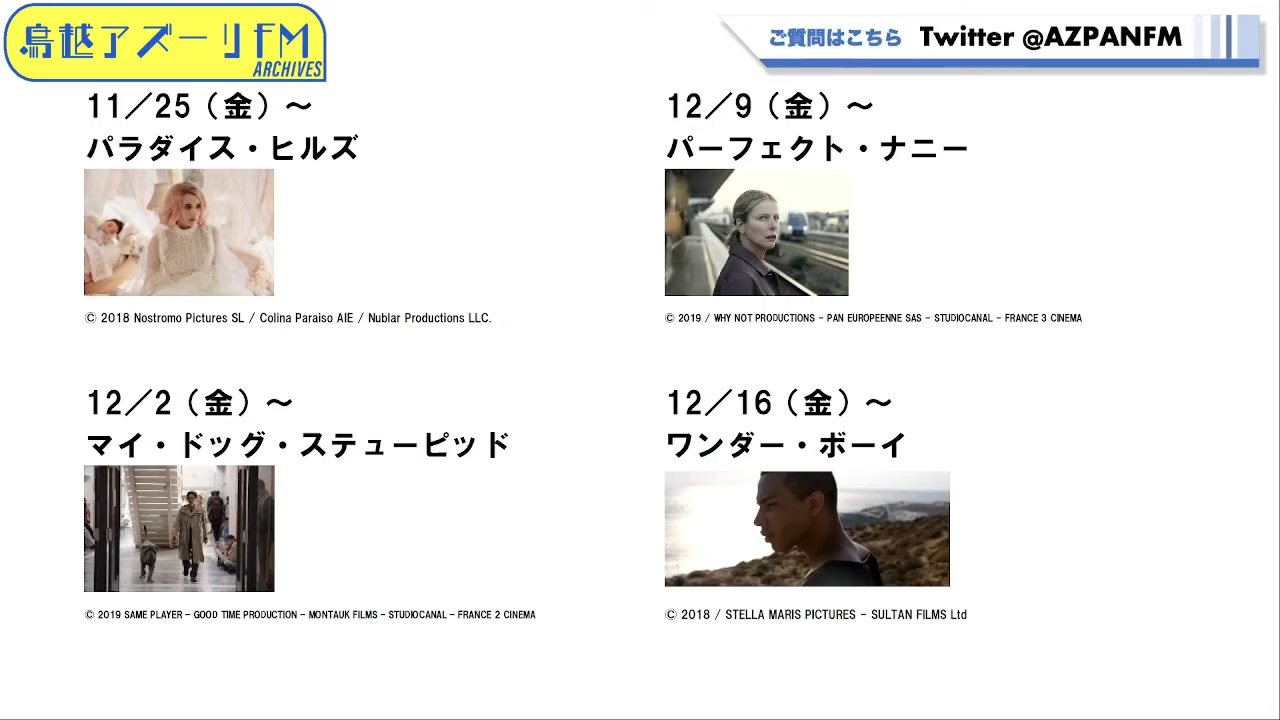 鳥越アズーリFM
ARCHIVES
ご質問はこちら Twitter @AZPANFM
11／25（金）～
パラダイス・ヒルズ
© 2018 Nostromo Pictures SL / Colina Paraiso AIE / Nublar Productions LLC.
12／2（金）～
マイ・ドッグ・ステューピッド
© 2019 SAME PLAYER - GOOD TIME PRODUCTION - MONTAUK FILMS - STUDIOCANAL - FRANCE 2 CINEMA
12／9（金）～
パーフェクト・ナニー
© 2019 / WHY NOT PRODUCTIONS - PAN EUROPEENNE SAS - STUDIOCANAL - FRANCE 3 CINEMA
12／16（金）～
ワンダー・ボーイ
© 2018 / STELLA MARIS PICTURES - SULTAN FILMS Ltd